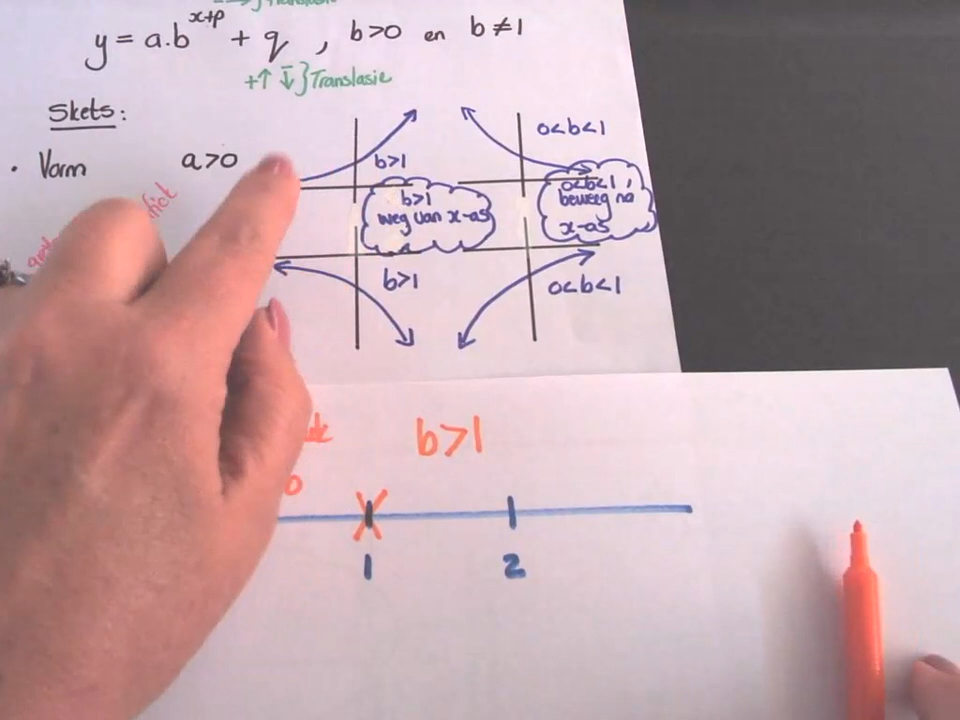 y = a.b^(x+p) + q , b>0 en b≠1
+↑ -↓ } Translasie
Skets:
• Vorm a>0
b>1
0<b<1
b>1
weg van x-as
0<b<1,
beweeg na
x-as
b>1
0<b<1
b>1
0
1 2